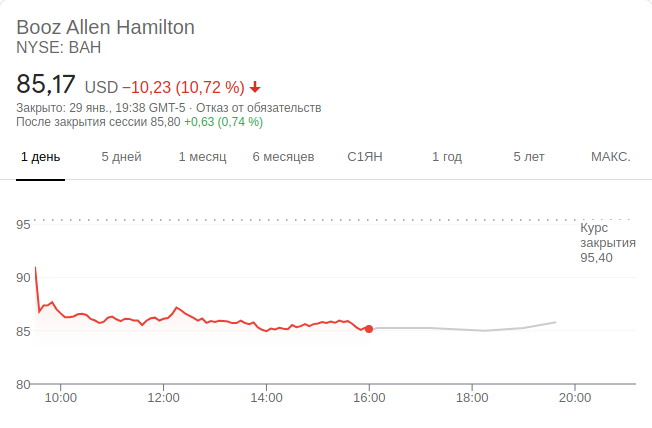 Booz Allen Hamilton
NYSE: BAH
85,17 USD −10,23 (10,72 %)
Закрыто: 29 янв., 19:38 GMT-5 · Отказ от обязательств
После закрытия сессии 85,80 +0,63 (0,74 %)
1 день 5 дней 1 месяц 6 месяцев С1ЯН 1 год 5 лет МАКС.
95
Курс
закрытия
95,40
90
85
80
10:00 12:00 14:00 16:00 18:00 20:00